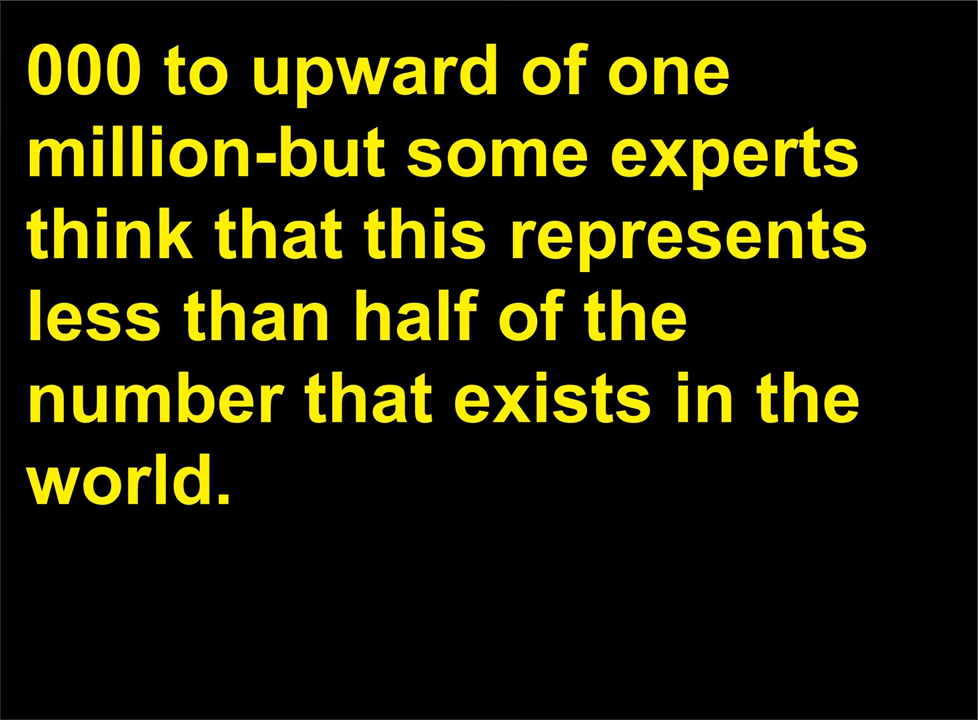 000 to upward of one
million-but some experts
think that this represents
less than half of the
number that exists in the
world.